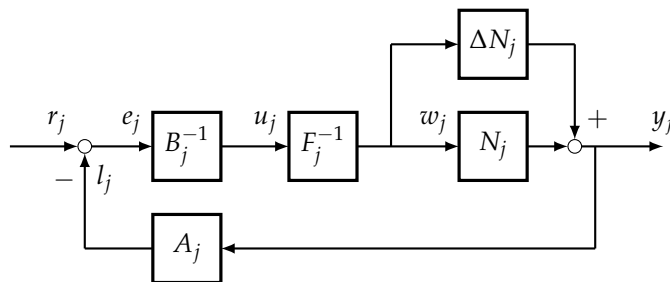 ΔN_j
r_j e_j B_j^{-1} u_j F_j^{-1} w_j N_j + y_j
− l_j
A_j